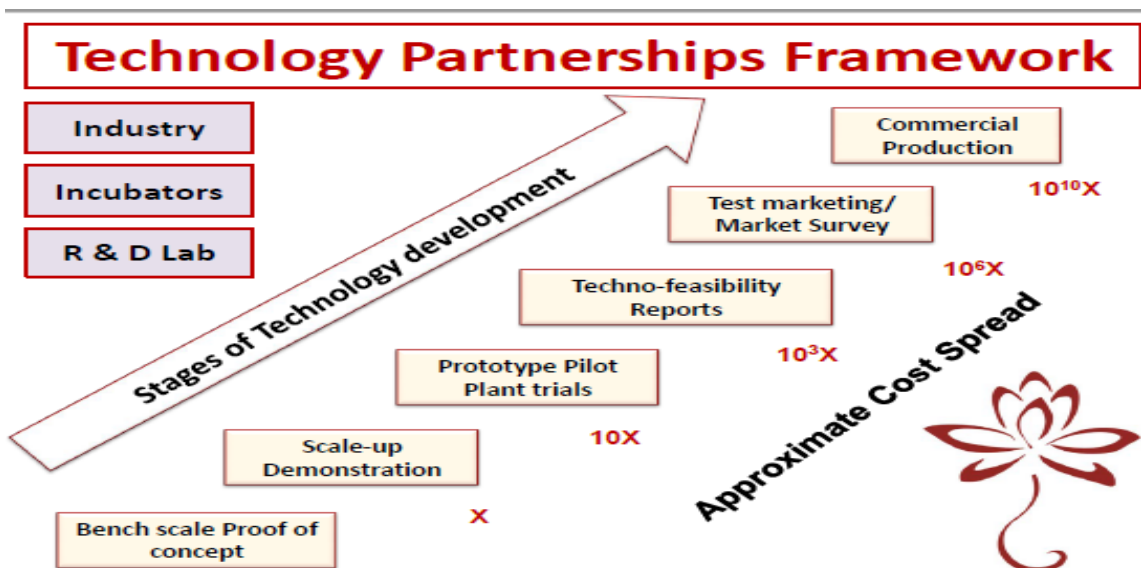 Technology Partnerships Framework
Industry
Incubators
R & D Lab
Stages of Technology development
Commercial
Production
10¹⁰X
Test marketing/
Market Survey
10⁶X
Techno-feasibility
Reports
10³X
Prototype Pilot
Plant trials
10X
Scale-up
Demonstration
X
Bench scale Proof of
concept
Approximate Cost Spread